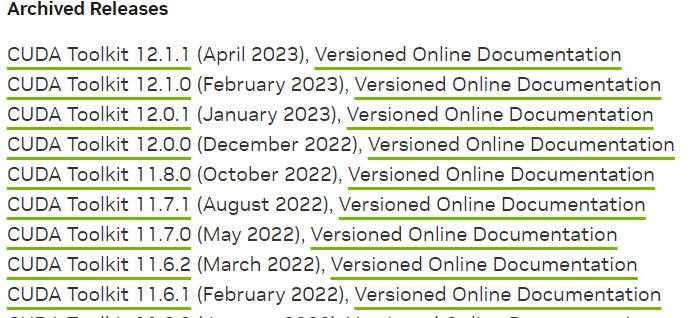 Archived Releases
CUDA Toolkit 12.1.1 (April 2023), Versioned Online Documentation
CUDA Toolkit 12.1.0 (February 2023), Versioned Online Documentation
CUDA Toolkit 12.0.1 (January 2023), Versioned Online Documentation
CUDA Toolkit 12.0.0 (December 2022), Versioned Online Documentation
CUDA Toolkit 11.8.0 (October 2022), Versioned Online Documentation
CUDA Toolkit 11.7.1 (August 2022), Versioned Online Documentation
CUDA Toolkit 11.7.0 (May 2022), Versioned Online Documentation
CUDA Toolkit 11.6.2 (March 2022), Versioned Online Documentation
CUDA Toolkit 11.6.1 (February 2022), Versioned Online Documentation